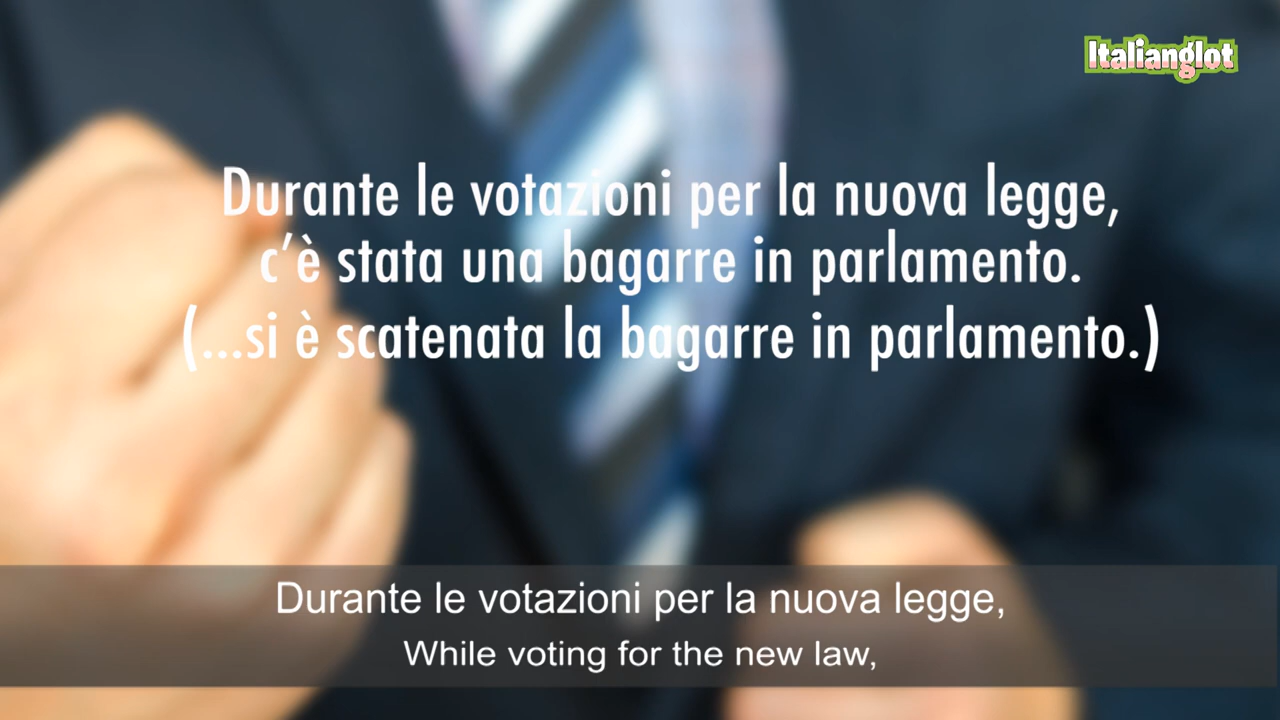 Italianglot
Durante le votazioni per la nuova legge,
c'è stata una bagarre in parlamento.
(...si è scatenata la bagarre in parlamento.)
Durante le votazioni per la nuova legge,
While voting for the new law,